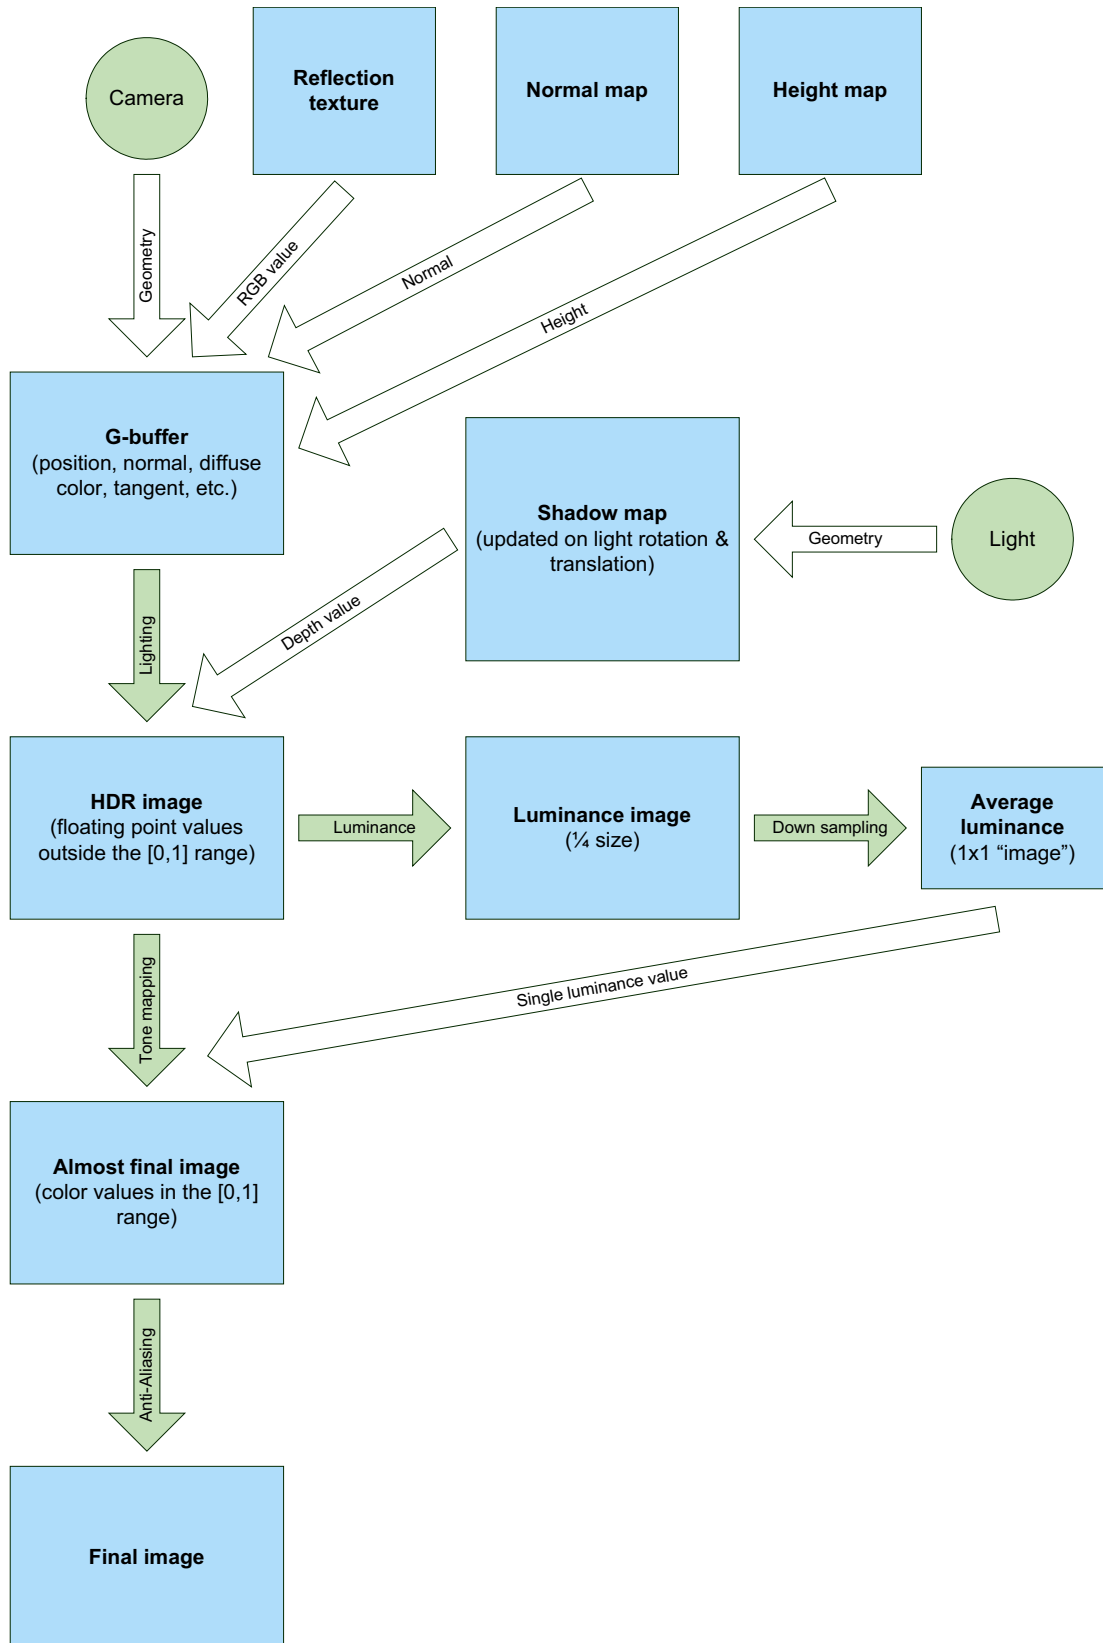 Camera
Reflection
texture
Normal map
Height map
Geometry
RGB value
Normal
Height
G-buffer
(position, normal, diffuse
color, tangent, etc.)
Shadow map
(updated on light rotation &
translation)
Geometry
Light
Lighting
Depth value
HDR image
(floating point values
outside the [0,1] range)
Luminance
Luminance image
(¼ size)
Down sampling
Average
luminance
(1x1 “image”)
Tone mapping
Single luminance value
Almost final image
(color values in the [0,1]
range)
Anti-Aliasing
Final image